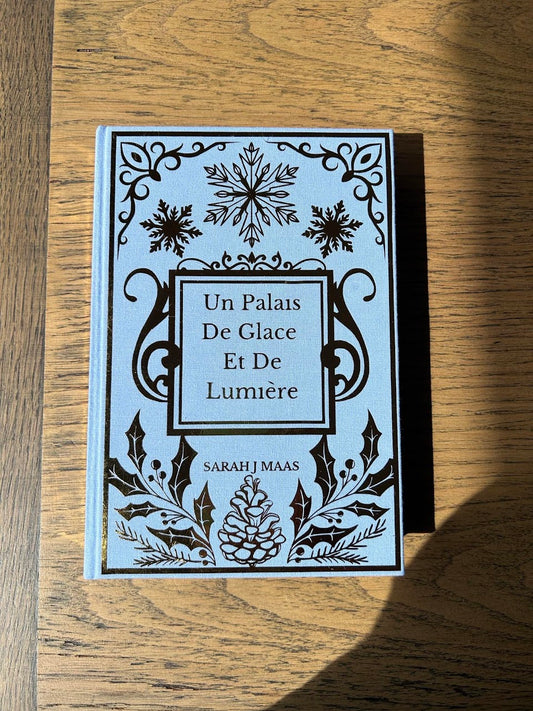 Un Palais
De Glace
Et De
Lumière
SARAH J MAAS